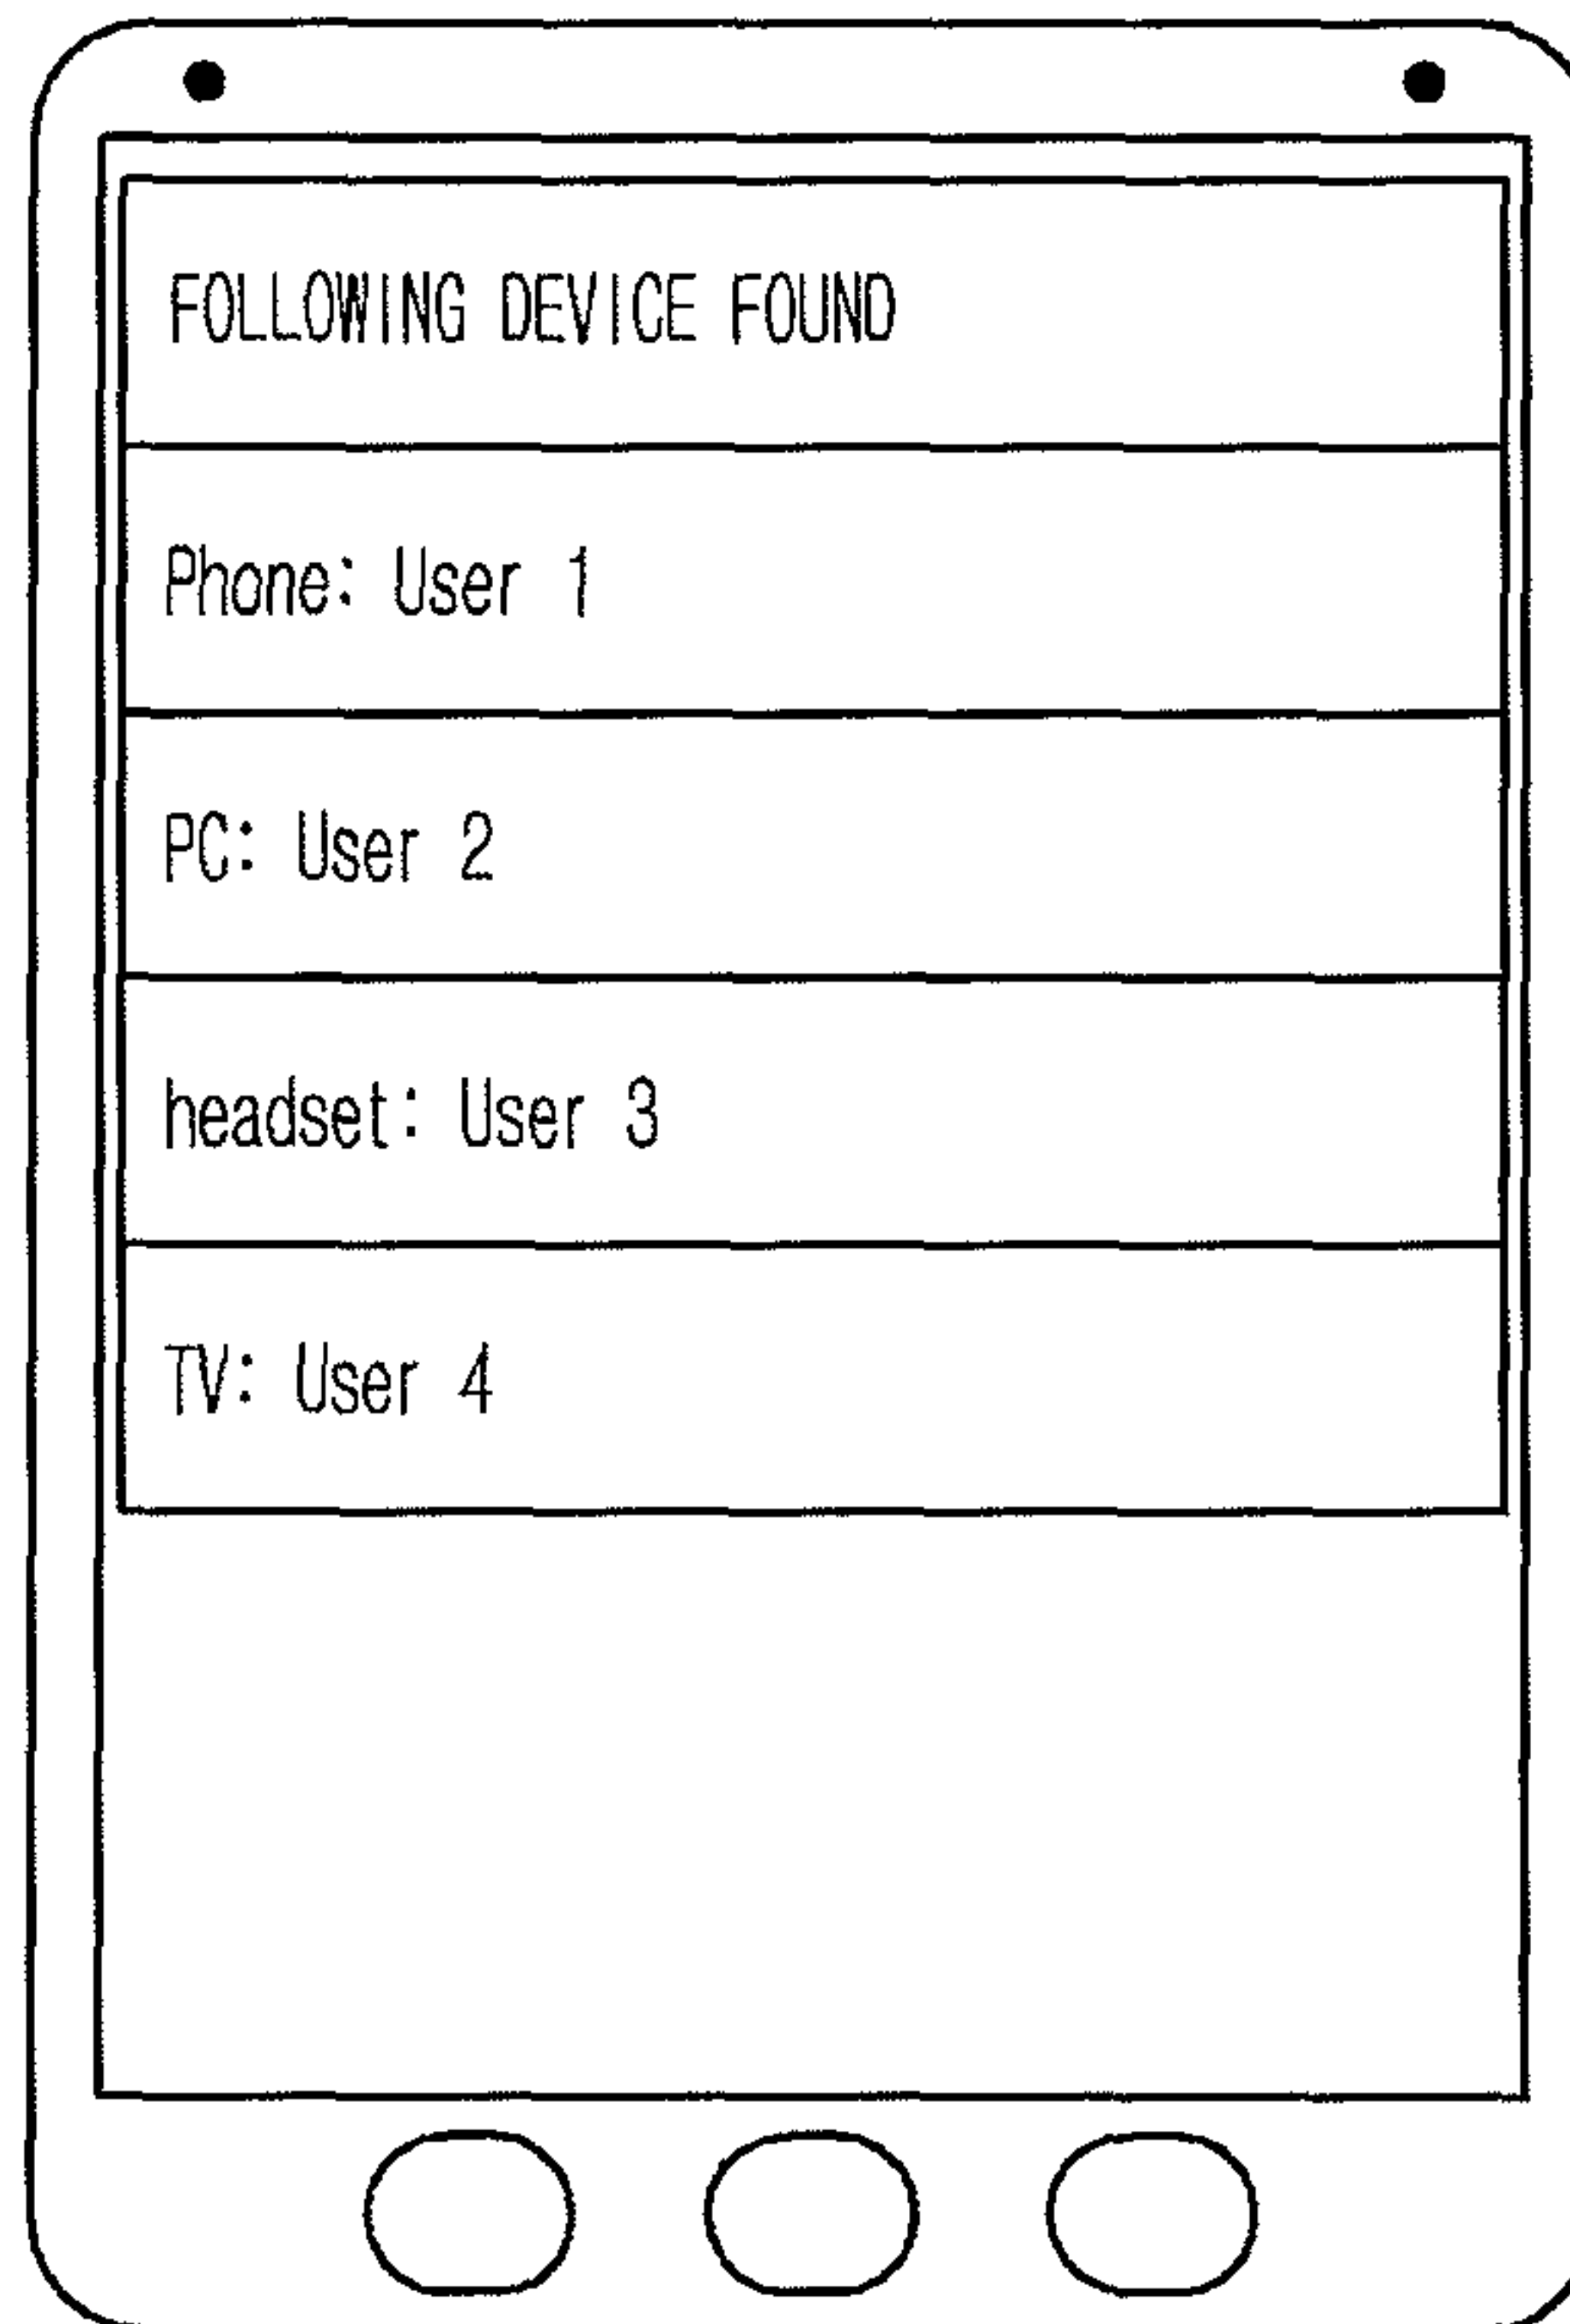 FOLLOWING DEVICE FOUND
Phone: User 1
PC: User 2
headset: User 3
TV: User 4